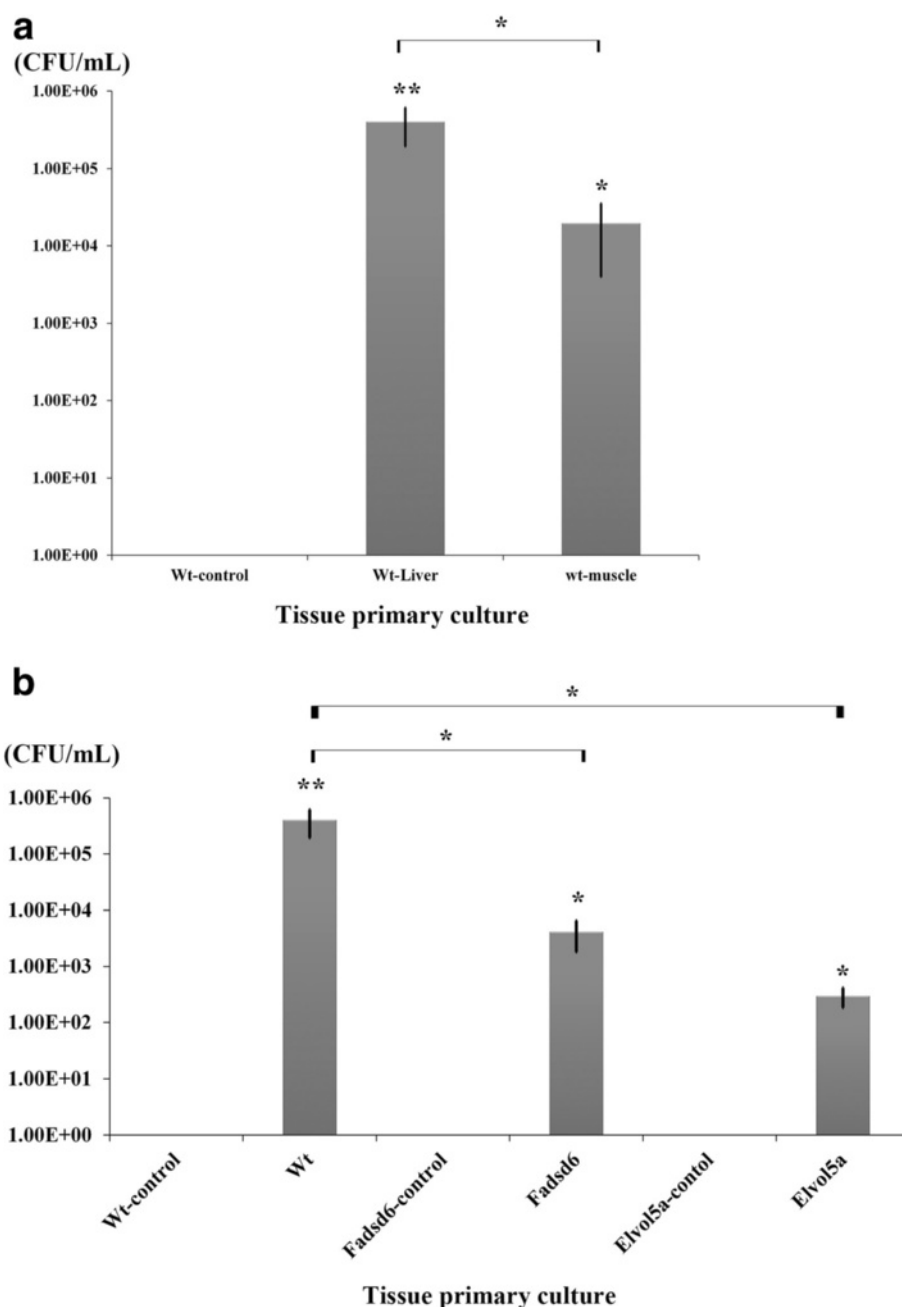 a
(CFU/mL)
*
1.00E+06
**
1.00E+05
*
1.00E+04
1.00E+03
1.00E+02
1.00E+01
1.00E+00
Wt-control Wt-Liver wt-muscle
Tissue primary culture
b
*
*
(CFU/mL)
**
1.00E+06
1.00E+05
1.00E+04
*
1.00E+03
*
1.00E+02
1.00E+01
1.00E+00
Wt-control Wt Fadsd6-control Fadsd6 Elvol5a-contol Elvol5a
Tissue primary culture